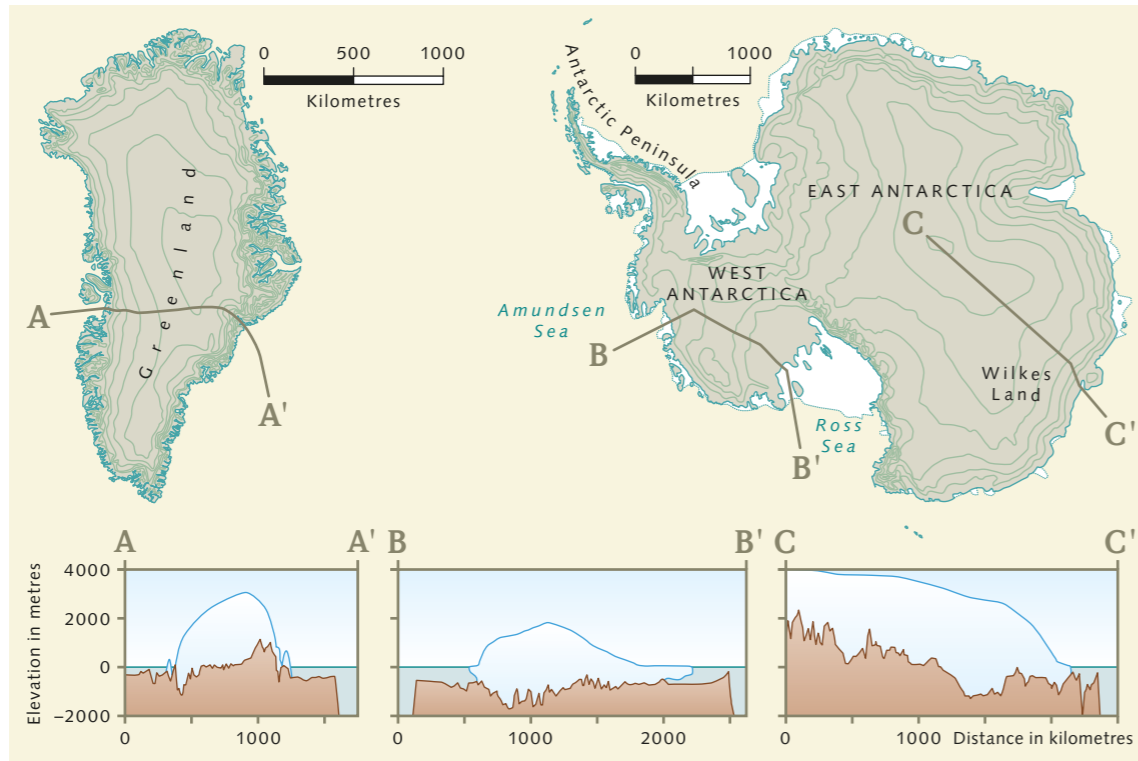 0 500 1000
Kilometres
0 1000
Kilometres
Antarctic Peninsula
Greenland
EAST ANTARCTICA
C
WEST
ANTARCTICA
Amundsen
Sea
A
B
A'
Wilkes
Land
Ross
Sea
B'
C'
A A' B B' C C'
Elevation in metres
4000
2000
0
−2000
0 1000 0 1000 2000 0 1000 Distance in kilometres